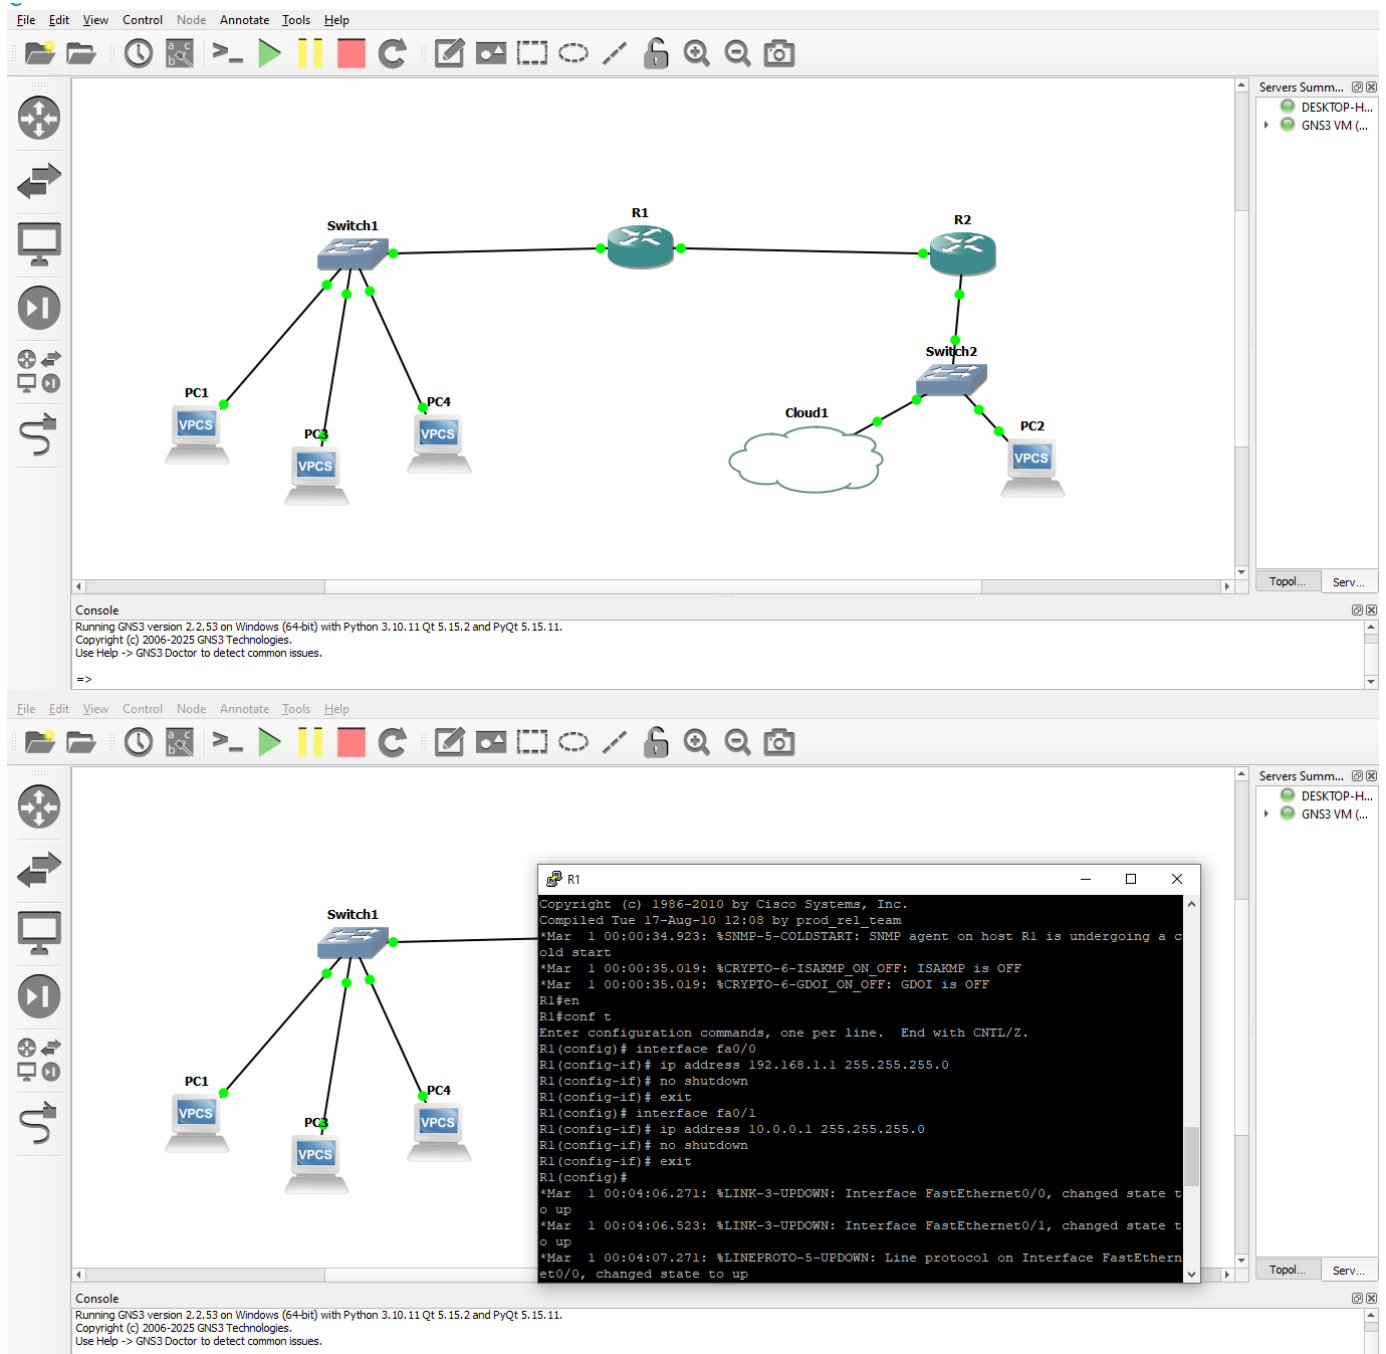 File Edit View Control Node Annotate Tools Help
Servers Summ...
DESKTOP-H...
GNS3 VM (...
R1
R2
Switch1
Switch2
PC1
PC4
Cloud1
PC2
PC3
VPCS
VPCS
VPCS
VPCS
Topol... Serv...
Console
Running GNS3 version 2.2.53 on Windows (64-bit) with Python 3.10.11 Qt 5.15.2 and PyQt 5.15.11.
Copyright (c) 2006-2025 GNS3 Technologies.
Use Help -> GNS3 Doctor to detect common issues.
=>
File Edit View Control Node Annotate Tools Help
Servers Summ...
DESKTOP-H...
GNS3 VM (...
Switch1
PC1
PC4
PC3
VPCS
VPCS
VPCS
R1
Copyright (c) 1986-2010 by Cisco Systems, Inc.
Compiled Tue 17-Aug-10 12:08 by prod_rel_team
*Mar  1 00:00:34.923: %SNMP-5-COLDSTART: SNMP agent on host R1 is undergoing a c
old start
*Mar  1 00:00:35.019: %CRYPTO-6-ISAKMP_ON_OFF: ISAKMP is OFF
*Mar  1 00:00:35.019: %CRYPTO-6-GDOI_ON_OFF: GDOI is OFF
R1#en
R1#conf t
Enter configuration commands, one per line.  End with CNTL/Z.
R1(config)# interface fa0/0
R1(config-if)# ip address 192.168.1.1 255.255.255.0
R1(config-if)# no shutdown
R1(config-if)# exit
R1(config)# interface fa0/1
R1(config-if)# ip address 10.0.0.1 255.255.255.0
R1(config-if)# no shutdown
R1(config-if)# exit
R1(config)#
*Mar  1 00:04:06.271: %LINK-3-UPDOWN: Interface FastEthernet0/0, changed state t
o up
*Mar  1 00:04:06.523: %LINK-3-UPDOWN: Interface FastEthernet0/1, changed state t
o up
*Mar  1 00:04:07.271: %LINEPROTO-5-UPDOWN: Line protocol on Interface FastEthern
et0/0, changed state to up
Topol... Serv...
Console
Running GNS3 version 2.2.53 on Windows (64-bit) with Python 3.10.11 Qt 5.15.2 and PyQt 5.15.11.
Copyright (c) 2006-2025 GNS3 Technologies.
Use Help -> GNS3 Doctor to detect common issues.